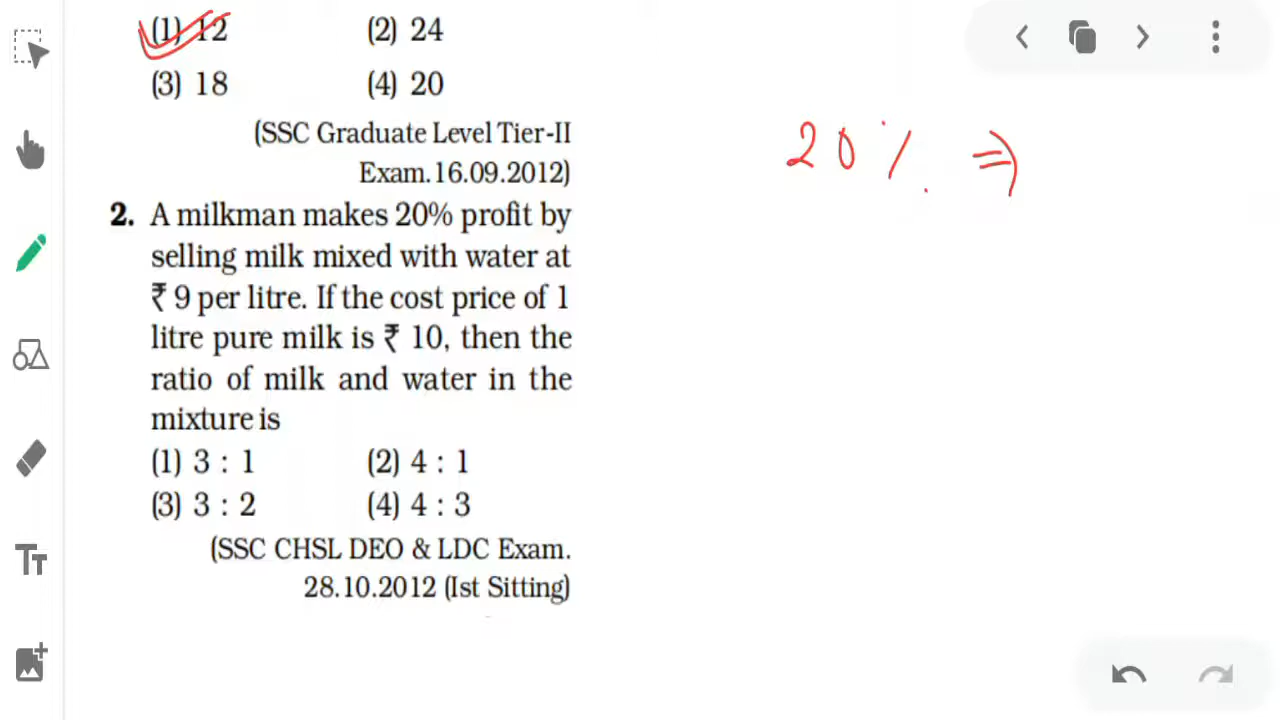 (1) 12 (2) 24
(3) 18 (4) 20
(SSC Graduate Level Tier-II
Exam.16.09.2012)
20% ⇒
2. A milkman makes 20% profit by
selling milk mixed with water at
₹ 9 per litre. If the cost price of 1
litre pure milk is ₹ 10, then the
ratio of milk and water in the
mixture is
(1) 3 : 1 (2) 4 : 1
(3) 3 : 2 (4) 4 : 3
(SSC CHSL DEO & LDC Exam.
28.10.2012 (Ist Sitting)
TT